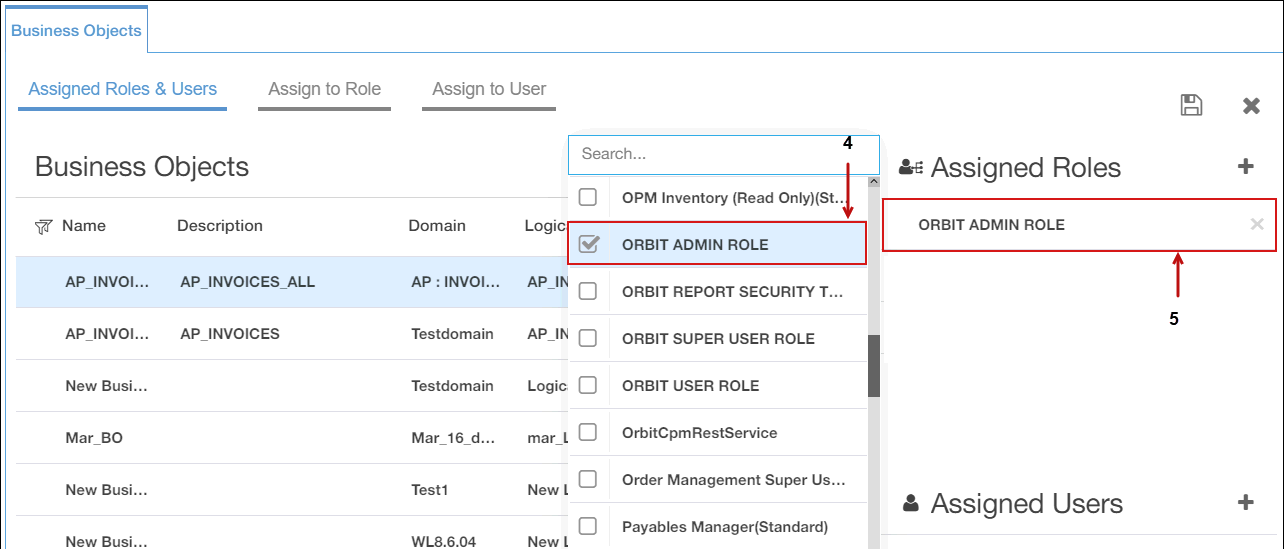 Business Objects
Assigned Roles & Users Assign to Role Assign to User
Business Objects
Name Description Domain Logic
AP_INVOI... AP_INVOICES_ALL AP : INVOI... AP_IN
AP_INVOI... AP_INVOICES Testdomain AP_IN
New Busi... Testdomain Logic
Mar_BO Mar_16_d... mar_L
New Busi... Test1 New L
New Busi... WL8.6.04 New L
Search...
4
OPM Inventory (Read Only)(St...
ORBIT ADMIN ROLE
ORBIT REPORT SECURITY T...
ORBIT SUPER USER ROLE
ORBIT USER ROLE
OrbitCpmRestService
Order Management Super Us...
Payables Manager(Standard)
Assigned Roles
ORBIT ADMIN ROLE
5
Assigned Users